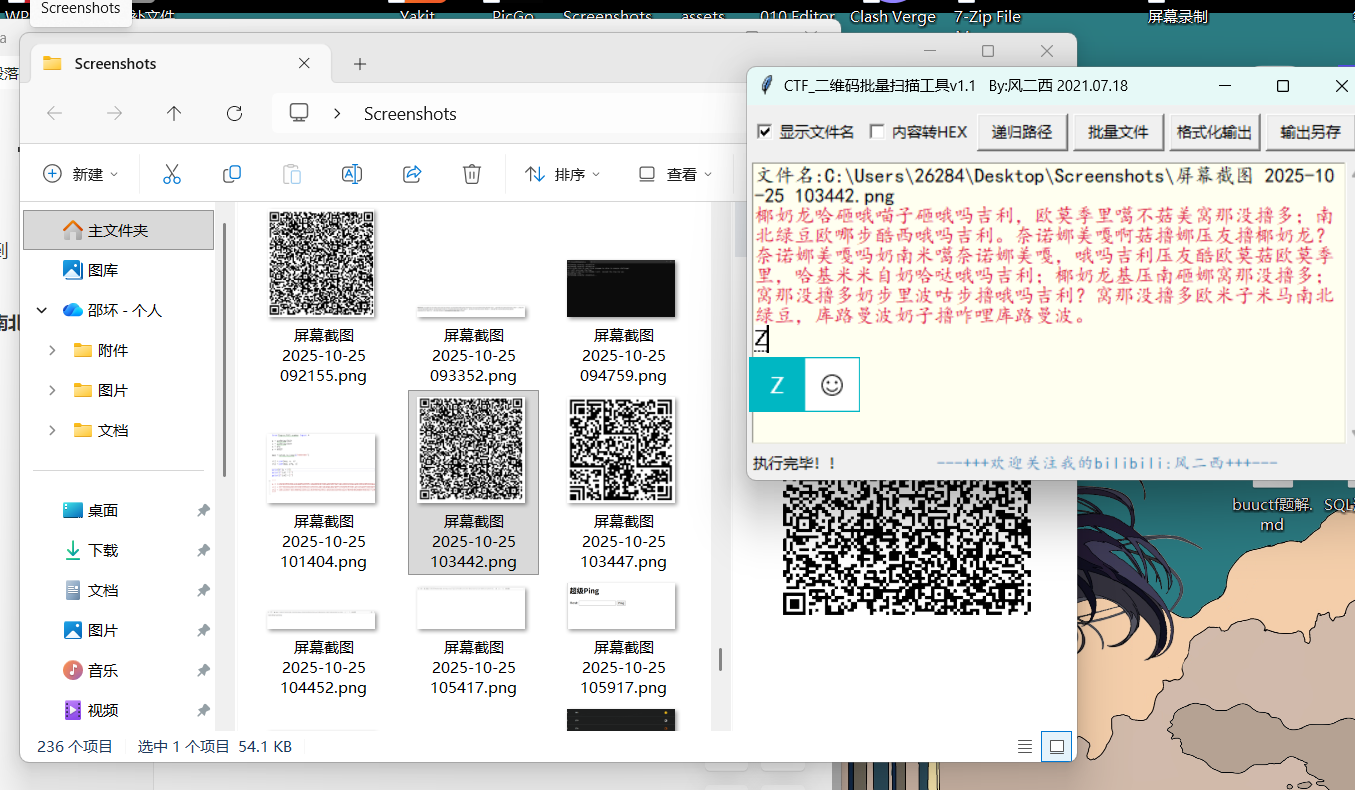 Screenshots
补文件
Yakit
PicGo
Screenshots
assets
010 Editor
Clash Verge
7-Zip File
屏幕录制
Screenshots
Screenshots
新建
排序
查看
主文件夹
图库
邵坏 - 个人
附件
图片
文档
桌面
下载
文档
图片
音乐
视频
屏幕截图
2025-10-25
092155.png
屏幕截图
2025-10-25
093352.png
屏幕截图
2025-10-25
094759.png
屏幕截图
2025-10-25
101404.png
屏幕截图
2025-10-25
103442.png
屏幕截图
2025-10-25
103447.png
超级Ping
屏幕截图
2025-10-25
104452.png
屏幕截图
2025-10-25
105417.png
屏幕截图
2025-10-25
105917.png
236 个项目 选中 1 个项目 54.1 KB
CTF_二维码批量扫描工具v1.1 By:风二西 2021.07.18
显示文件名 内容转HEX 递归路径 批量文件 格式化输出 输出另存
文件名:C:\Users\26284\Desktop\Screenshots\屏幕截图 2025-10
-25 103442.png
椰奶龙哈砸哦喵子砸哦吗吉利，欧莫季里噶不菇美窝那没撸多；南
北绿豆欧哪步酷西哦吗吉利。奈诺娜美嘎啊菇撸娜压友撸椰奶龙？
奈诺娜美嘎吗奶南米噶奈诺娜美嘎，哦吗吉利压友酷欧莫菇欧莫季
里，哈基米米自奶哈哒哦吗吉利；椰奶龙基压南砸娜窝那没撸多；
窝那没撸多奶步里波咕步撸哦吗吉利？窝那没撸多欧米子米马南北
绿豆，库路曼波奶子撸咋哩库路曼波。
Z
Z
执行完毕！！
---+++欢迎关注我的bilibili:风二西+++---
buuctf题解.
md